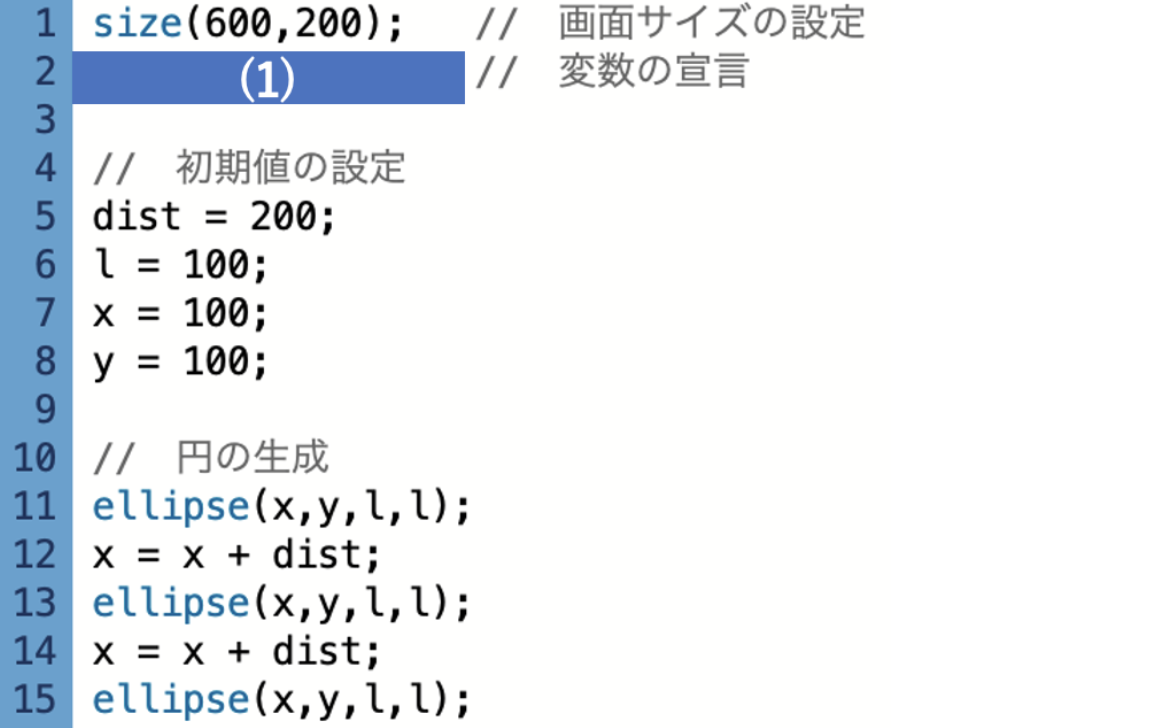 1 size(600,200);   //  画面サイズの設定
2 (1) //  変数の宣言
3
4 //  初期値の設定
5 dist = 200;
6 l = 100;
7 x = 100;
8 y = 100;
9
10 //  円の生成
11 ellipse(x,y,l,l);
12 x = x + dist;
13 ellipse(x,y,l,l);
14 x = x + dist;
15 ellipse(x,y,l,l);